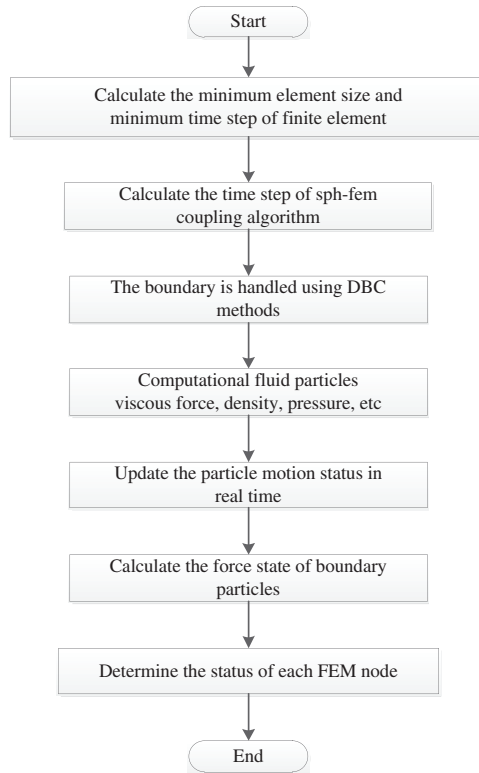 Start
Calculate the minimum element size and
minimum time step of finite element
Calculate the time step of sph-fem
coupling algorithm
The boundary is handled using DBC
methods
Computational fluid particles
viscous force, density, pressure, etc
Update the particle motion status in
real time
Calculate the force state of boundary
particles
Determine the status of each FEM node
End